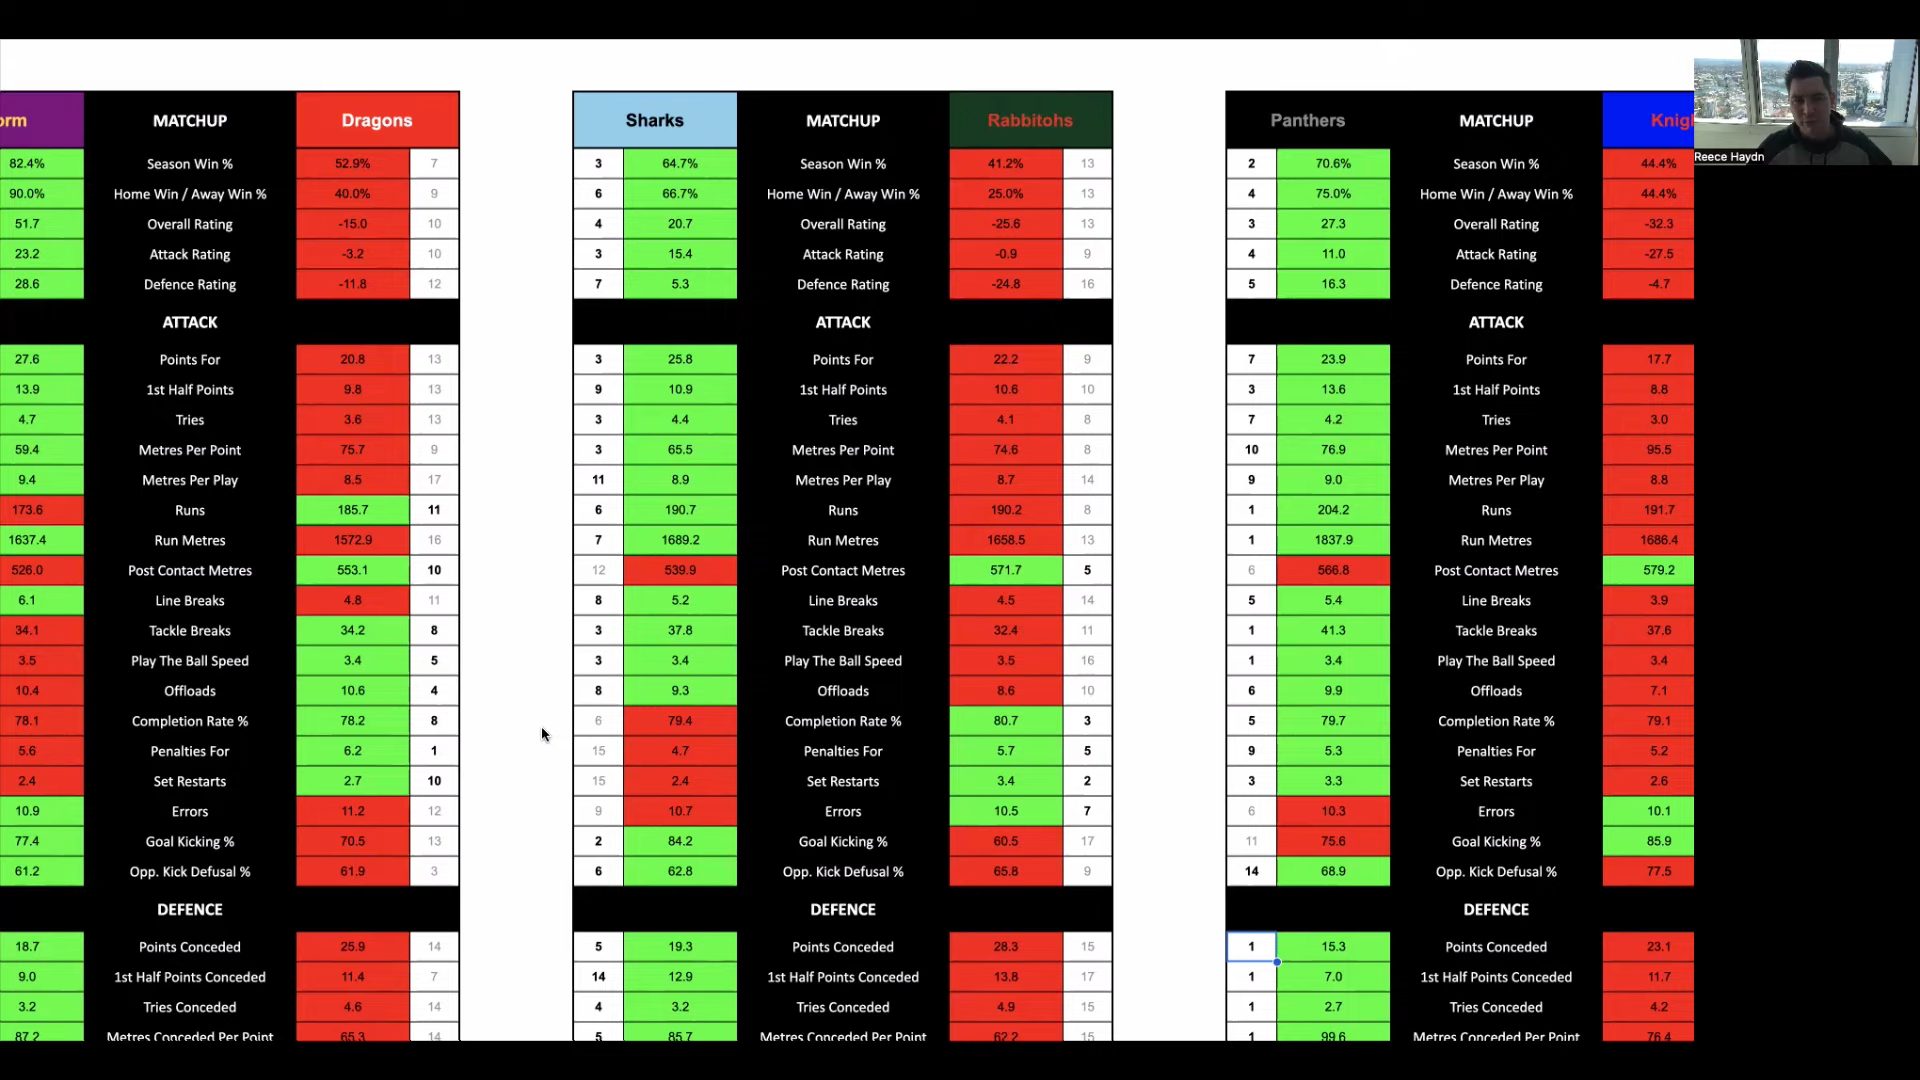 orm MATCHUP Dragons Sharks MATCHUP Rabbitohs Panthers MATCHUP Knigh
Reece Haydn
82.4% Season Win % 52.9% 7 3 64.7% Season Win % 41.2% 13 2 70.6% Season Win % 44.4%
90.0% Home Win / Away Win % 40.0% 9 6 66.7% Home Win / Away Win % 25.0% 13 4 75.0% Home Win / Away Win % 44.4%
51.7 Overall Rating -15.0 10 4 20.7 Overall Rating -25.6 13 3 27.3 Overall Rating -32.3
23.2 Attack Rating -3.2 10 3 15.4 Attack Rating -0.9 9 4 11.0 Attack Rating -27.5
28.6 Defence Rating -11.8 12 7 5.3 Defence Rating -24.8 16 5 16.3 Defence Rating -4.7
ATTACK ATTACK ATTACK
27.6 Points For 20.8 13 3 25.8 Points For 22.2 9 7 23.9 Points For 17.7
13.9 1st Half Points 9.8 13 9 10.9 1st Half Points 10.6 10 3 13.6 1st Half Points 8.8
4.7 Tries 3.6 13 3 4.4 Tries 4.1 8 7 4.2 Tries 3.0
59.4 Metres Per Point 75.7 9 3 65.5 Metres Per Point 74.6 8 10 76.9 Metres Per Point 95.5
9.4 Metres Per Play 8.5 17 11 8.9 Metres Per Play 8.7 14 9 9.0 Metres Per Play 8.8
173.6 Runs 185.7 11 6 190.7 Runs 190.2 8 1 204.2 Runs 191.7
1637.4 Run Metres 1572.9 16 7 1689.2 Run Metres 1658.5 13 1 1837.9 Run Metres 1686.4
526.0 Post Contact Metres 553.1 10 12 539.9 Post Contact Metres 571.7 5 6 566.8 Post Contact Metres 579.2
6.1 Line Breaks 4.8 11 8 5.2 Line Breaks 4.5 14 5 5.4 Line Breaks 3.9
34.1 Tackle Breaks 34.2 8 3 37.8 Tackle Breaks 32.4 11 1 41.3 Tackle Breaks 37.6
3.5 Play The Ball Speed 3.4 5 3 3.4 Play The Ball Speed 3.5 16 1 3.4 Play The Ball Speed 3.4
10.4 Offloads 10.6 4 8 9.3 Offloads 8.6 10 6 9.9 Offloads 7.1
78.1 Completion Rate % 78.2 8 6 79.4 Completion Rate % 80.7 3 5 79.7 Completion Rate % 79.1
5.6 Penalties For 6.2 1 15 4.7 Penalties For 5.7 5 9 5.3 Penalties For 5.2
2.4 Set Restarts 2.7 10 15 2.4 Set Restarts 3.4 2 3 3.3 Set Restarts 2.6
10.9 Errors 11.2 12 9 10.7 Errors 10.5 7 6 10.3 Errors 10.1
77.4 Goal Kicking % 70.5 13 2 84.2 Goal Kicking % 60.5 17 11 75.6 Goal Kicking % 85.9
61.2 Opp. Kick Defusal % 61.9 3 6 62.8 Opp. Kick Defusal % 65.8 9 14 68.9 Opp. Kick Defusal % 77.5
DEFENCE DEFENCE DEFENCE
18.7 Points Conceded 25.9 14 5 19.3 Points Conceded 28.3 15 1 15.3 Points Conceded 23.1
9.0 1st Half Points Conceded 11.4 7 14 12.9 1st Half Points Conceded 13.8 17 1 7.0 1st Half Points Conceded 11.7
3.2 Tries Conceded 4.6 14 4 3.2 Tries Conceded 4.9 15 1 2.7 Tries Conceded 4.2
87.2 Metres Conceded Per Point 65.3 14 5 85.7 Metres Conceded Per Point 62.2 15 1 99.6 Metres Conceded Per Point 76.4